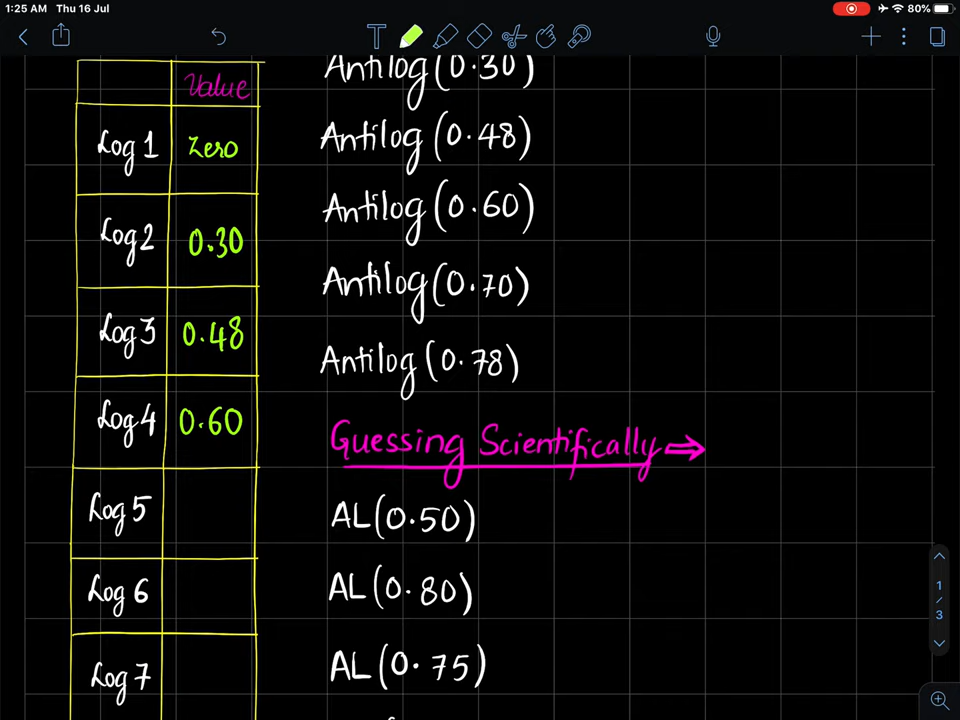 1:25 AM Thu 16 Jul
80%
Value
Log 1 Zero
Log 2 0.30
Log 3 0.48
Log 4 0.60
Log 5
Log 6
Log 7
Antilog (0.30)
Antilog (0.48)
Antilog (0.60)
Antilog (0.70)
Antilog (0.78)
Guessing Scientifically ⇒
AL (0.50)
AL (0.80)
AL (0.75)
1
/
3